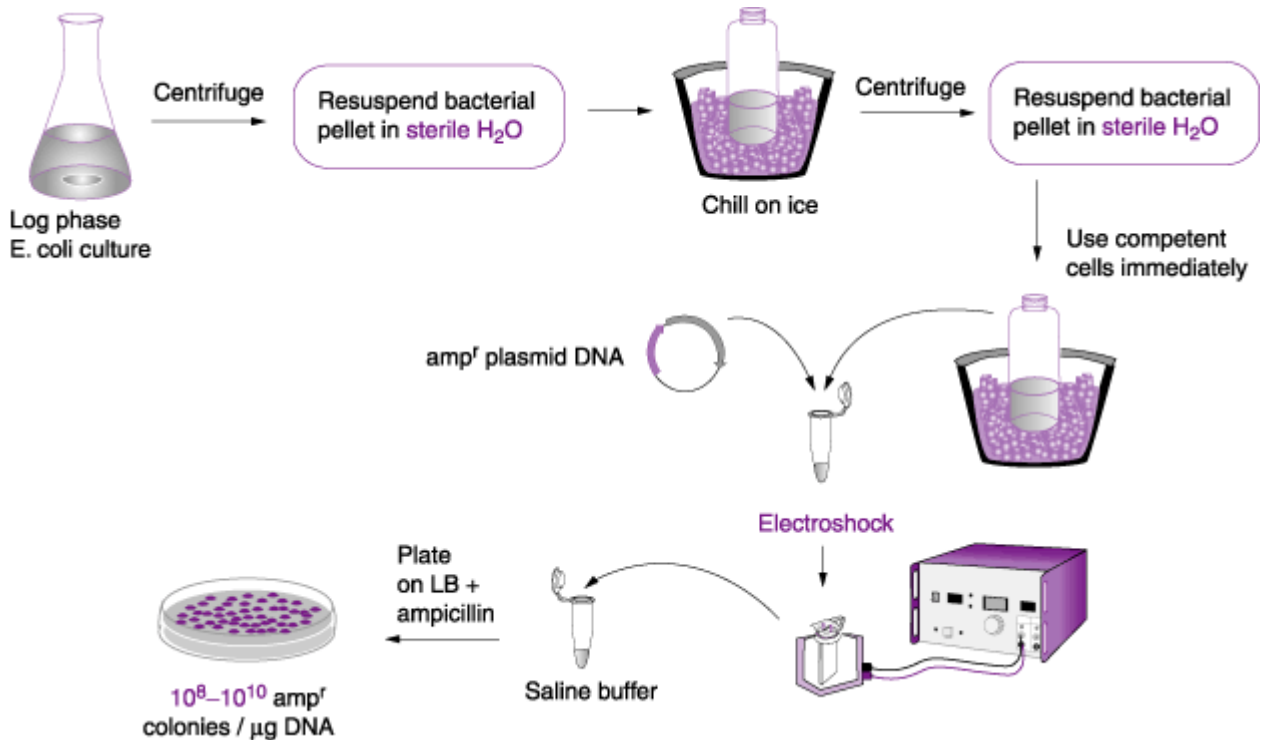 Log phase
E. coli culture
Centrifuge
Resuspend bacterial
pellet in sterile H₂O
Chill on ice
Centrifuge
Resuspend bacterial
pellet in sterile H₂O
Use competent
cells immediately
ampʳ plasmid DNA
Electroshock
Saline buffer
Plate
on LB +
ampicillin
10⁸–10¹⁰ ampʳ
colonies / μg DNA